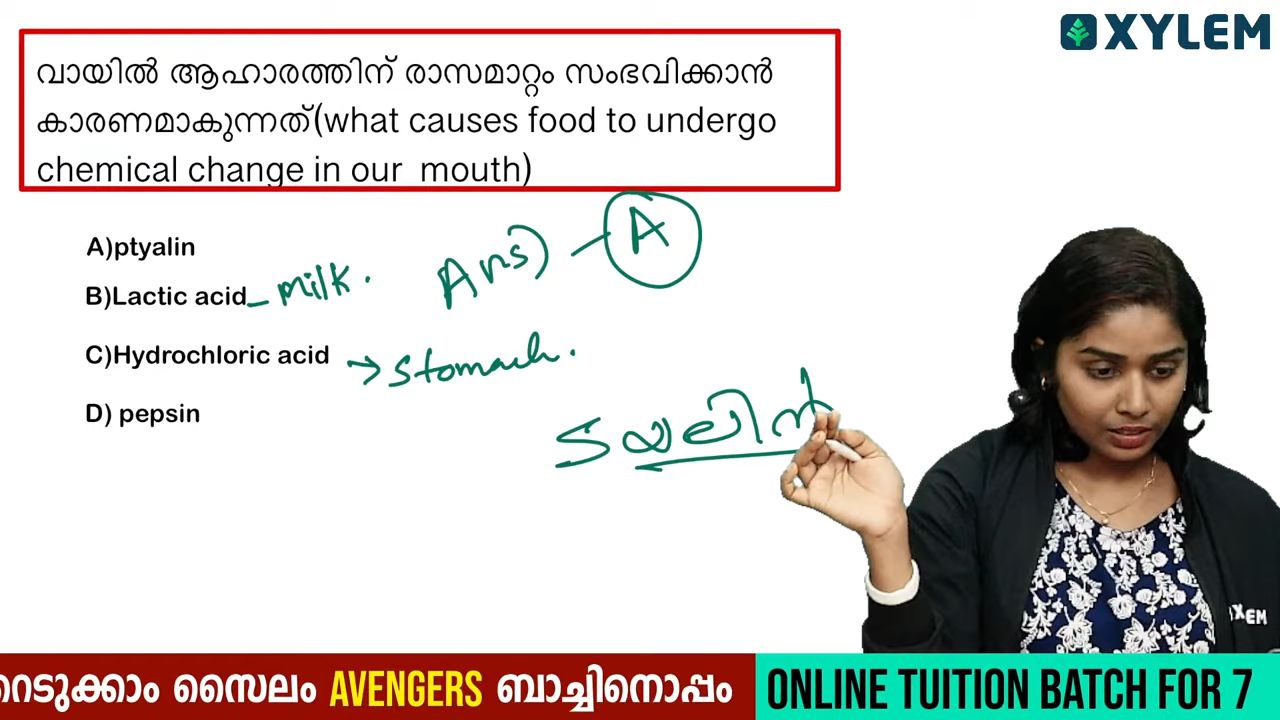 XYLEM
വായിൽ ആഹാരത്തിന് രാസമാറ്റം സംഭവിക്കാൻ
കാരണമാകുന്നത്(what causes food to undergo
chemical change in our mouth)
A)ptyalin
Ans) - A
B)Lactic acid - milk.
C)Hydrochloric acid → stomach.
D) pepsin
ടയലിൻ
XEM
റെടുക്കാം സൈലം AVENGERS ബാച്ചിനൊപ്പം
ONLINE TUITION BATCH FOR 7